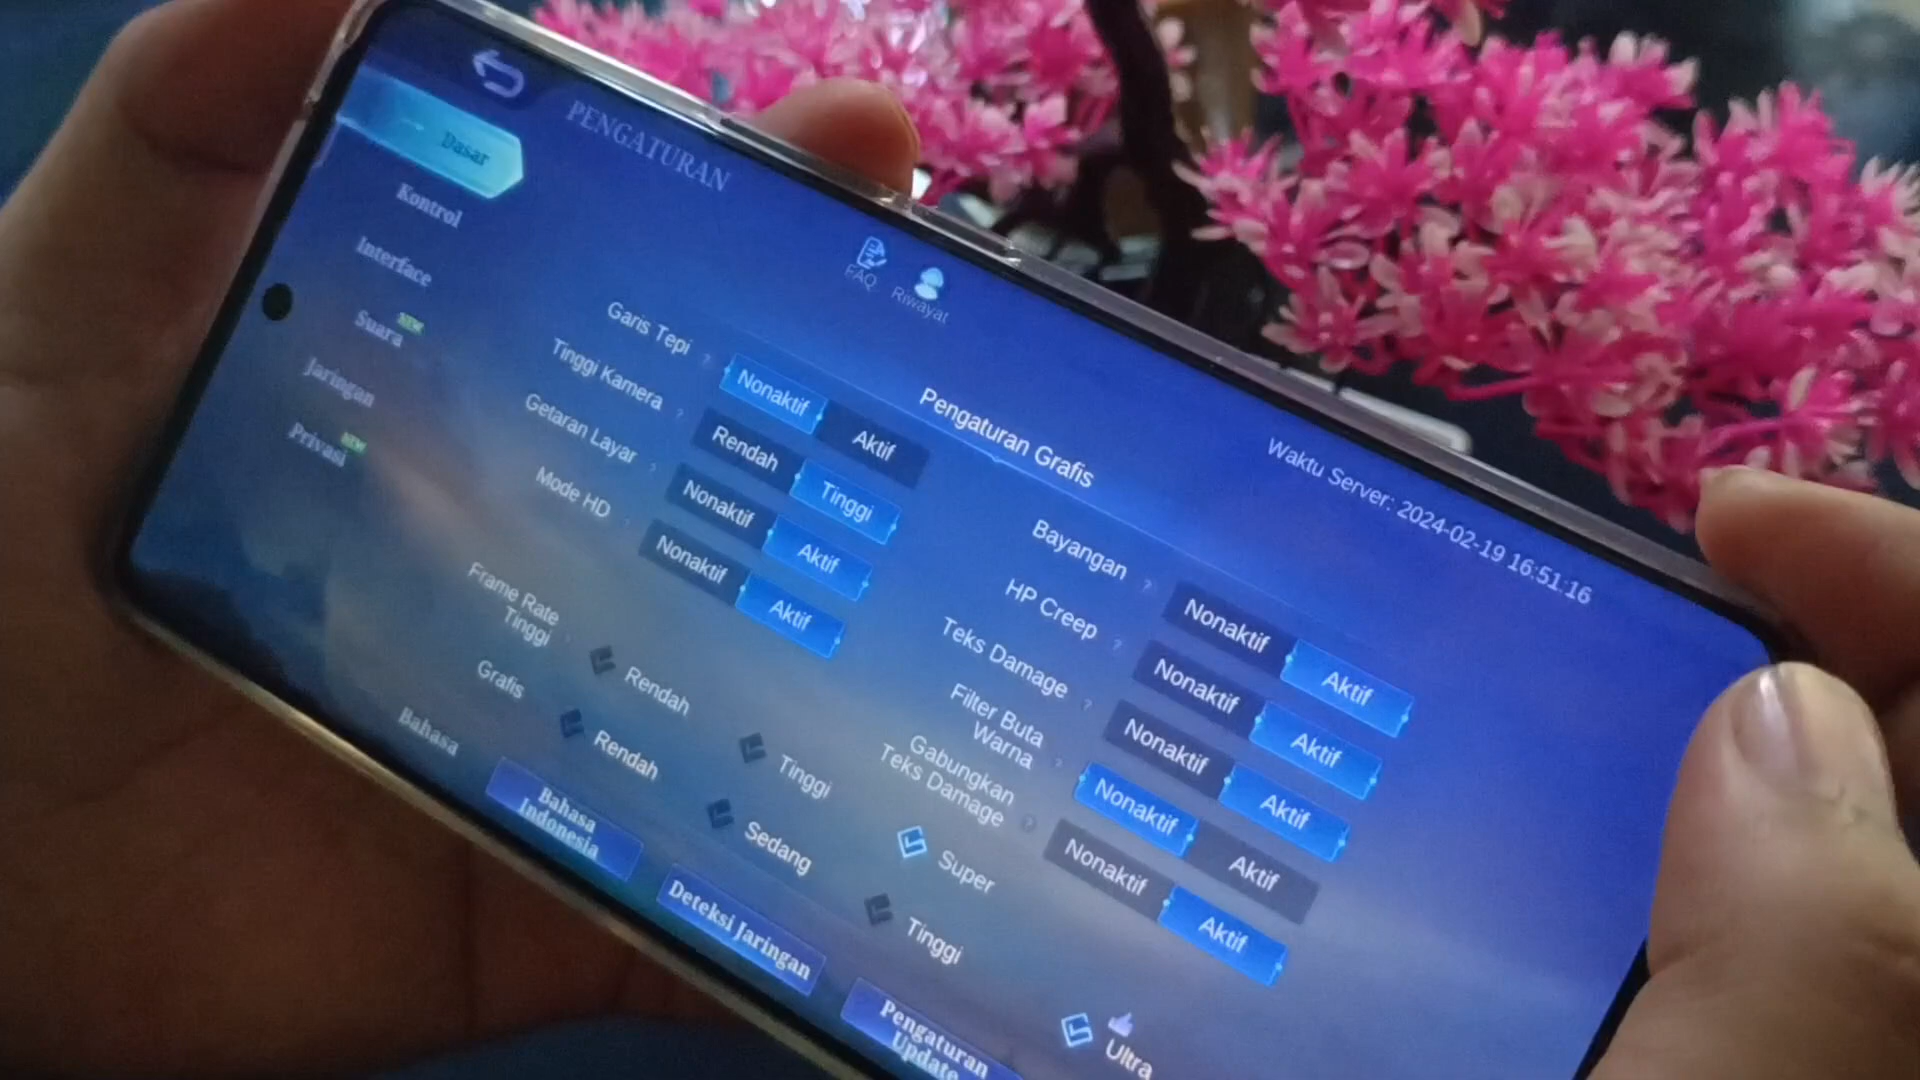 PENGATURAN
Dasar
Kontrol
Interface
Suara NEW
Jaringan
Privasi NEW
FAQ
Riwayat
Waktu Server: 2024-02-19 16:51:16
Pengaturan Grafis
Garis Tepi ? Nonaktif Aktif
Tinggi Kamera ? Rendah Tinggi
Getaran Layar ? Nonaktif Aktif
Mode HD ? Nonaktif Aktif
Bayangan ? Nonaktif Aktif
HP Creep ? Nonaktif Aktif
Teks Damage ? Nonaktif Aktif
Filter Buta
Warna ? Nonaktif Aktif
Gabungkan
Teks Damage ? Nonaktif Aktif
Frame Rate
Tinggi Rendah Tinggi Super
Grafis Rendah Sedang Tinggi Ultra
Bahasa
Bahasa
Indonesia
Deteksi Jaringan
Pengaturan
Update